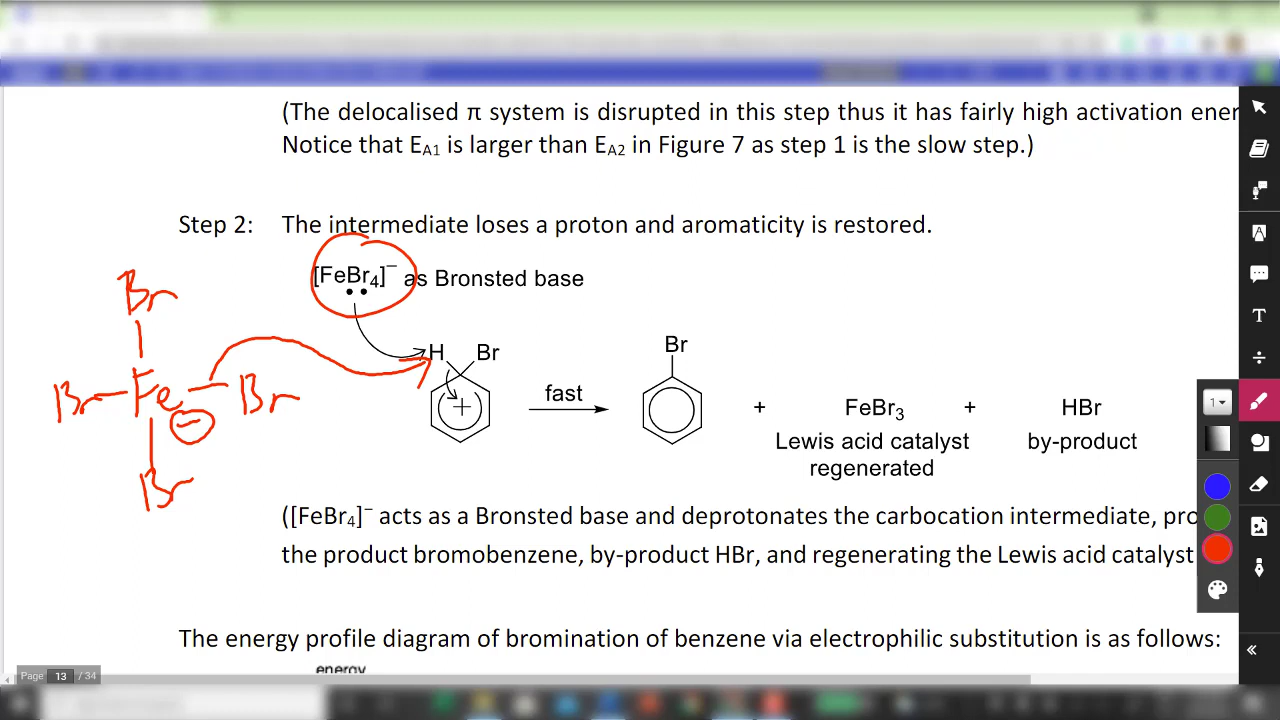 (The delocalised π system is disrupted in this step thus it has fairly high activation ener
Notice that EA1 is larger than EA2 in Figure 7 as step 1 is the slow step.)
Step 2: The intermediate loses a proton and aromaticity is restored.
[FeBr4]− as Bronsted base
Br
Br Fe Br
−
Br
H Br
+
fast
Br
+ FeBr3 + HBr
Lewis acid catalyst by-product
regenerated
([FeBr4]− acts as a Bronsted base and deprotonates the carbocation intermediate, pro
the product bromobenzene, by-product HBr, and regenerating the Lewis acid catalyst
The energy profile diagram of bromination of benzene via electrophilic substitution is as follows:
energy
Page 13 / 34
1
T